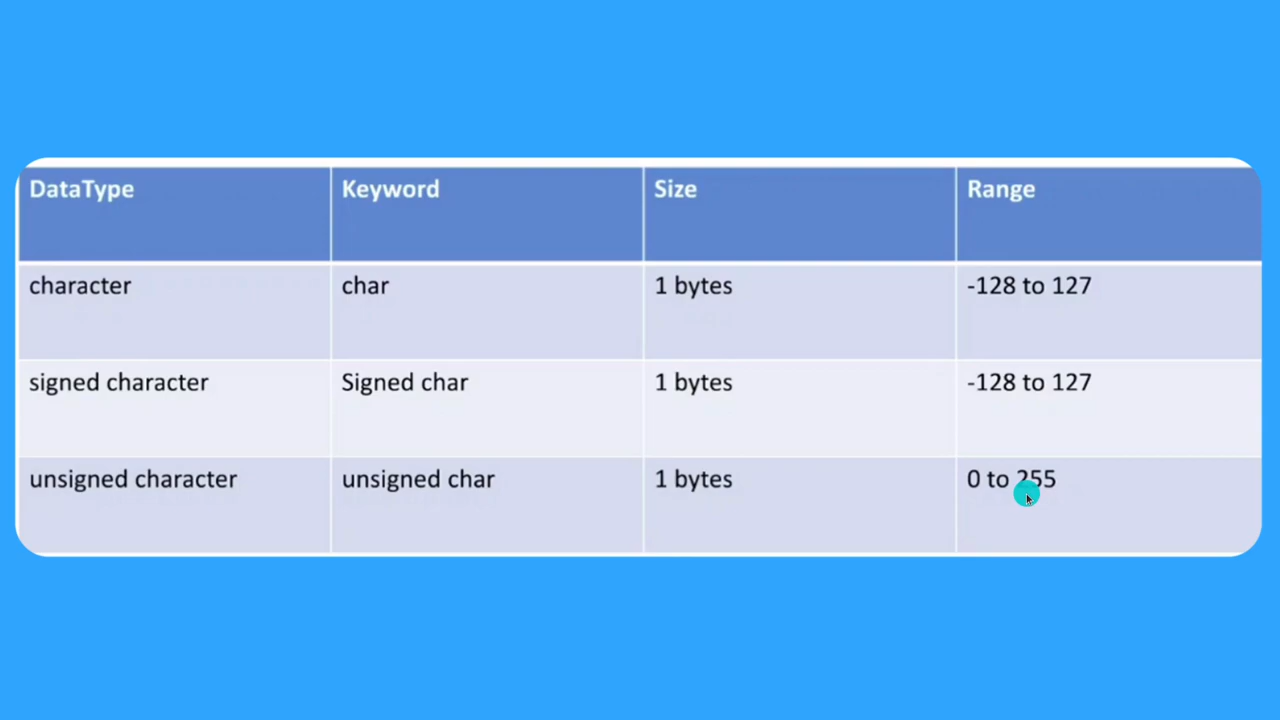 DataType Keyword Size Range
character char 1 bytes -128 to 127
signed character Signed char 1 bytes -128 to 127
unsigned character unsigned char 1 bytes 0 to 255